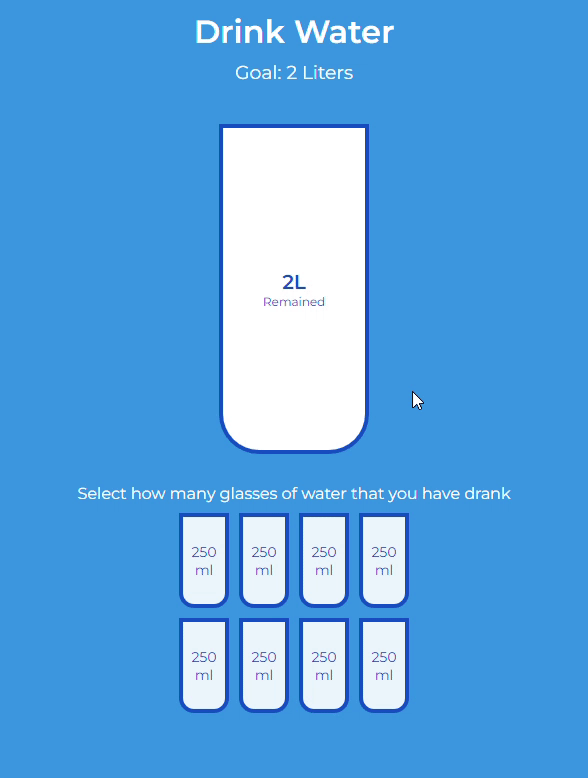 Drink Water
Goal: 2 Liters
2L
Remained
Select how many glasses of water that you have drank
250 250 250 250
ml ml ml ml
250 250 250 250
ml ml ml ml